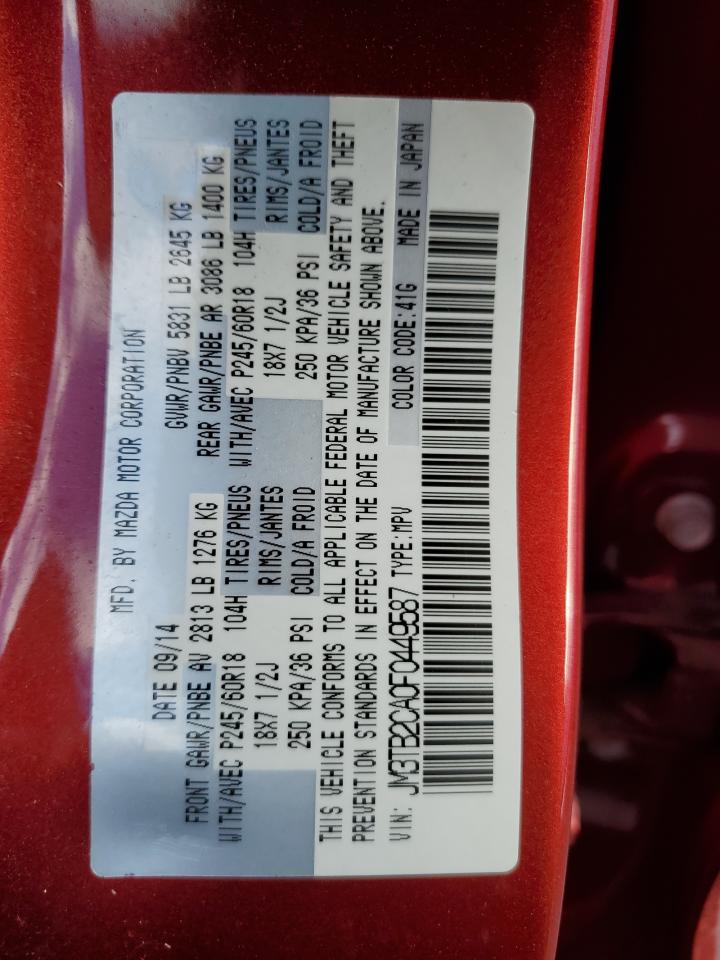 MFD. BY MAZDA MOTOR CORPORATION
DATE 09/14 GVWR/PNBV 5831 LB 2645 KG
FRONT GAWR/PNBE AV 2813 LB 1276 KG REAR GAWR/PNBE AR 3086 LB 1400 KG
WITH/AVEC P245/60R18 104H TIRES/PNEUS WITH/AVEC P245/60R18 104H TIRES/PNEUS
18X7 1/2J RIMS/JANTES 18X7 1/2J RIMS/JANTES
250 KPA/36 PSI COLD/A FROID 250 KPA/36 PSI COLD/A FROID
THIS VEHICLE CONFORMS TO ALL APPLICABLE FEDERAL MOTOR VEHICLE SAFETY AND THEFT
PREVENTION STANDARDS IN EFFECT ON THE DATE OF MANUFACTURE SHOWN ABOVE.
VIN: JM3TB2CA0F0449587 TYPE:MPV COLOR CODE:41G MADE IN JAPAN